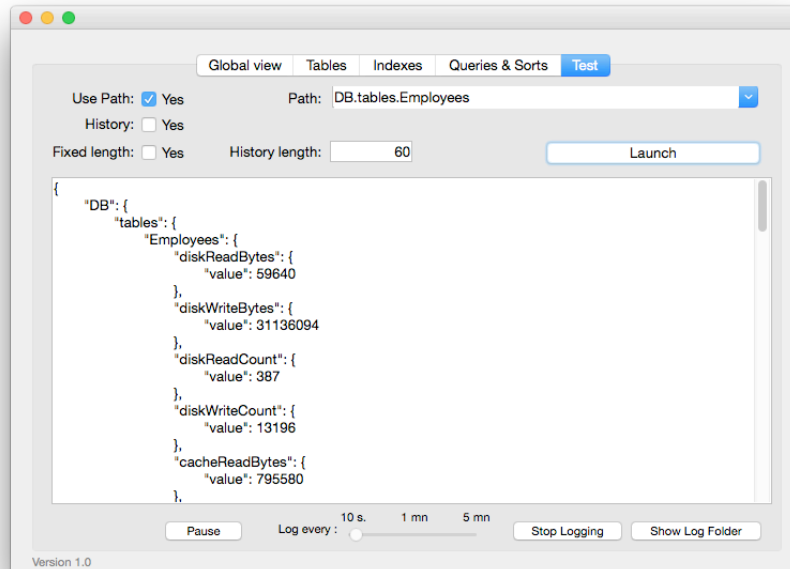 Global view Tables Indexes Queries & Sorts Test
Use Path: Yes Path: DB.tables.Employees
History: Yes
Fixed length: Yes History length: 60 Launch
{
"DB": {
"tables": {
"Employees": {
"diskReadBytes": {
"value": 59640
},
"diskWriteBytes": {
"value": 31136094
},
"diskReadCount": {
"value": 387
},
"diskWriteCount": {
"value": 13196
},
"cacheReadBytes": {
"value": 795580
},
10 s. 1 mn 5 mn
Pause Log every : Stop Logging Show Log Folder
Version 1.0